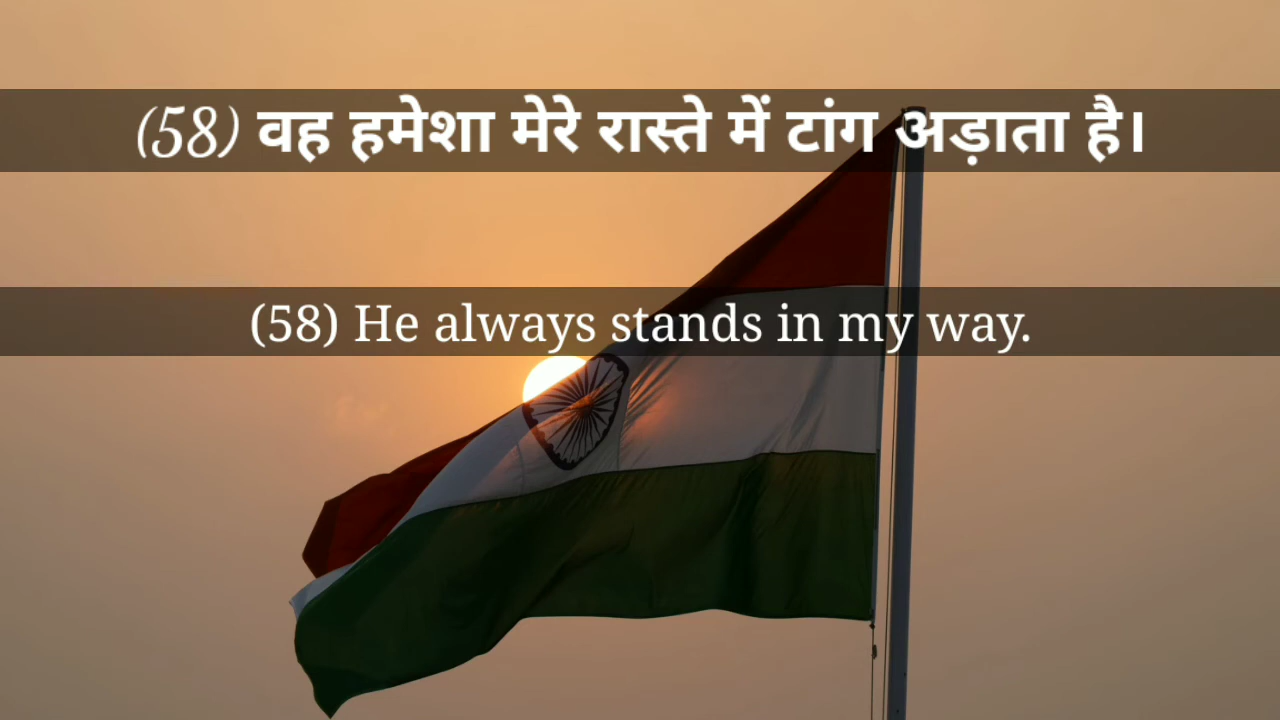 (58) वह हमेशा मेरे रास्ते में टांग अड़ाता है।
(58) He always stands in my way.